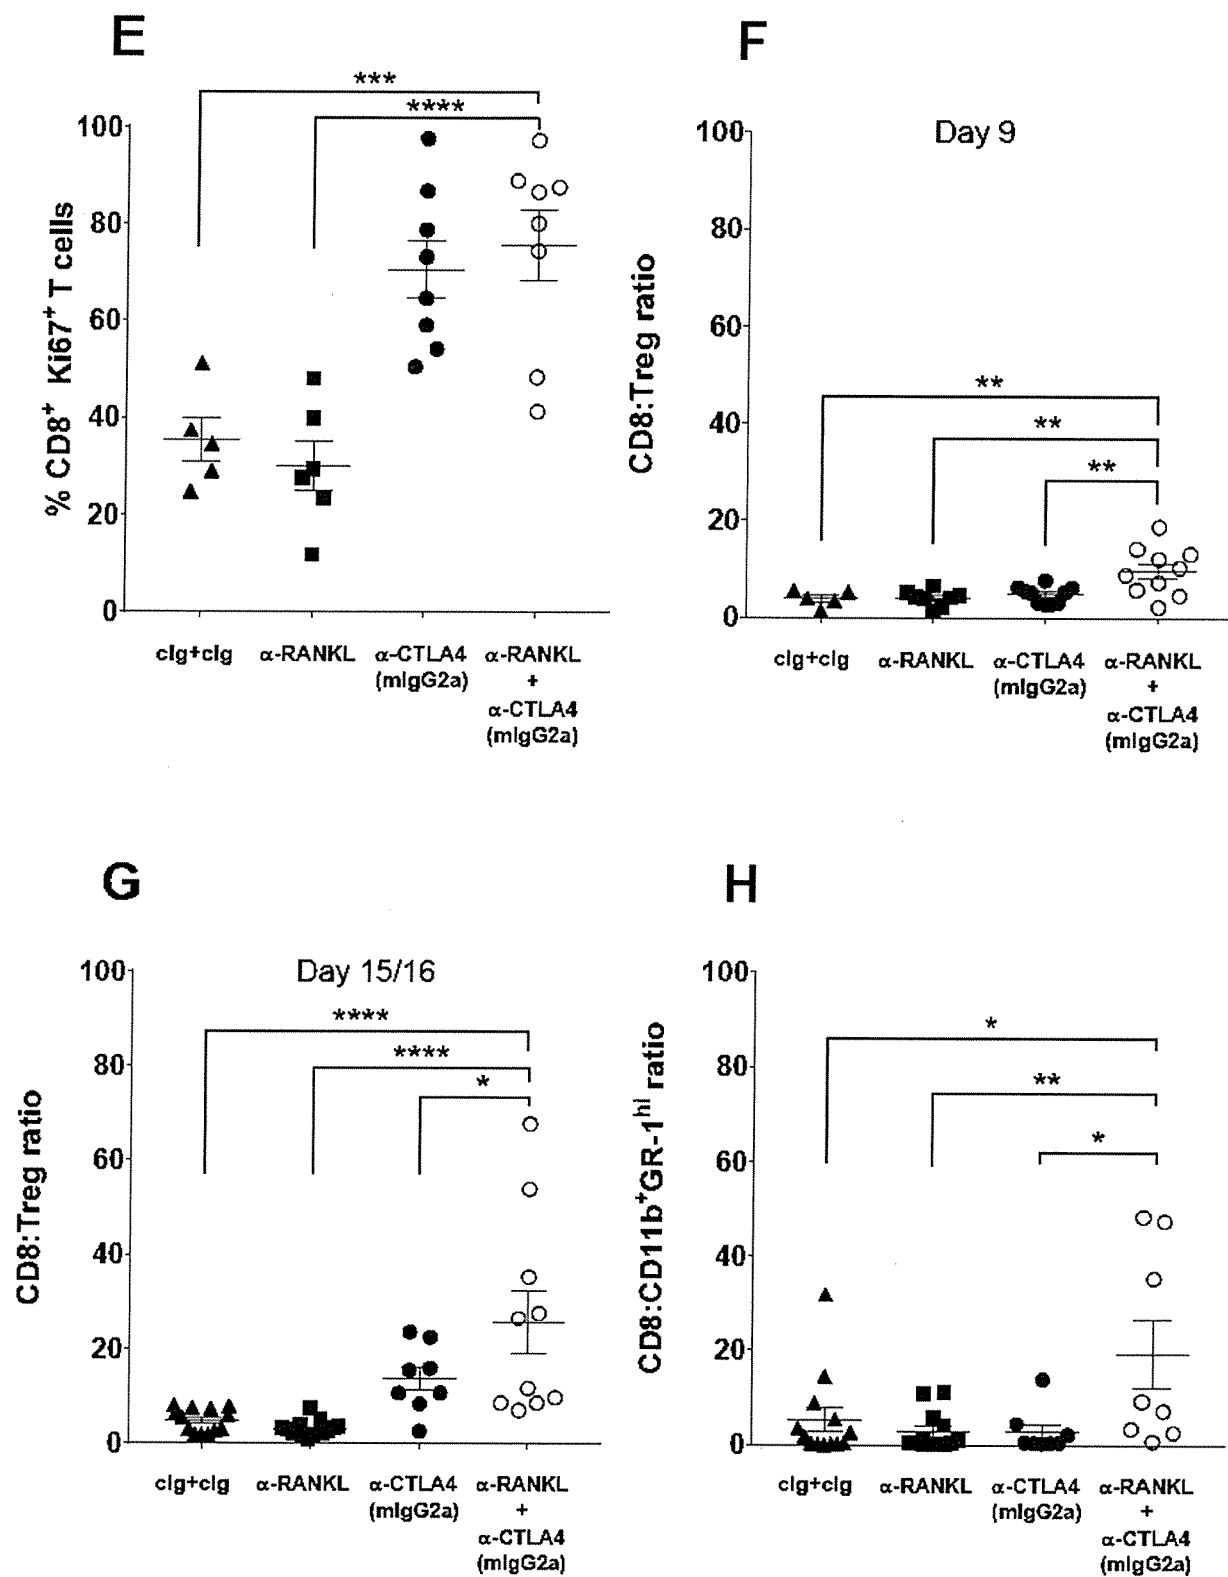 E
***
****
100
80
60
40
20
0
% CD8+ Ki67+ T cells
cIg+cIg
α-RANKL
α-CTLA4
(mIgG2a)
α-RANKL
+
α-CTLA4
(mIgG2a)
F
Day 9
100
80
60
40
20
0
CD8:Treg ratio
**
**
**
cIg+cIg
α-RANKL
α-CTLA4
(mIgG2a)
α-RANKL
+
α-CTLA4
(mIgG2a)
G
Day 15/16
100
80
60
40
20
0
CD8:Treg ratio
****
****
*
cIg+cIg
α-RANKL
α-CTLA4
(mIgG2a)
α-RANKL
+
α-CTLA4
(mIgG2a)
H
100
80
60
40
20
0
CD8:CD11b+GR-1hi ratio
*
**
*
cIg+cIg
α-RANKL
α-CTLA4
(mIgG2a)
α-RANKL
+
α-CTLA4
(mIgG2a)